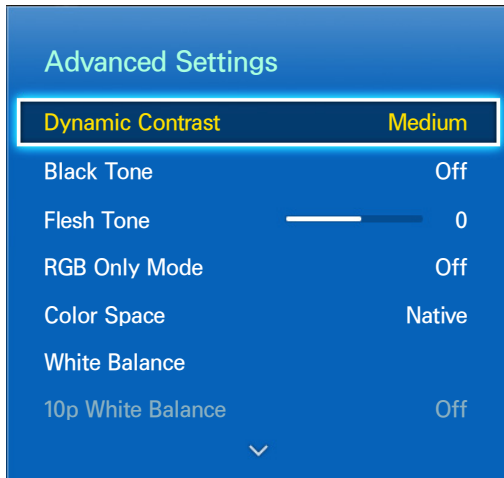 Advanced Settings
Dynamic Contrast Medium
Black Tone Off
Flesh Tone 0
RGB Only Mode Off
Color Space Native
White Balance
10p White Balance Off